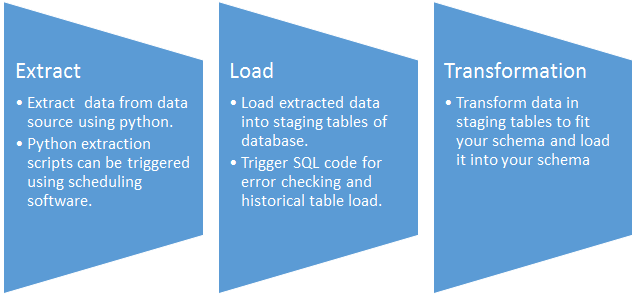 Extract
• Extract  data from data
source using python.
• Python extraction
scripts can be triggered
using scheduling
software.
Load
• Load extracted data
into staging tables of
database.
• Trigger SQL code for
error checking and
historical table load.
Transformation
• Transform data in
staging tables to fit
your schema and load
it into your schema